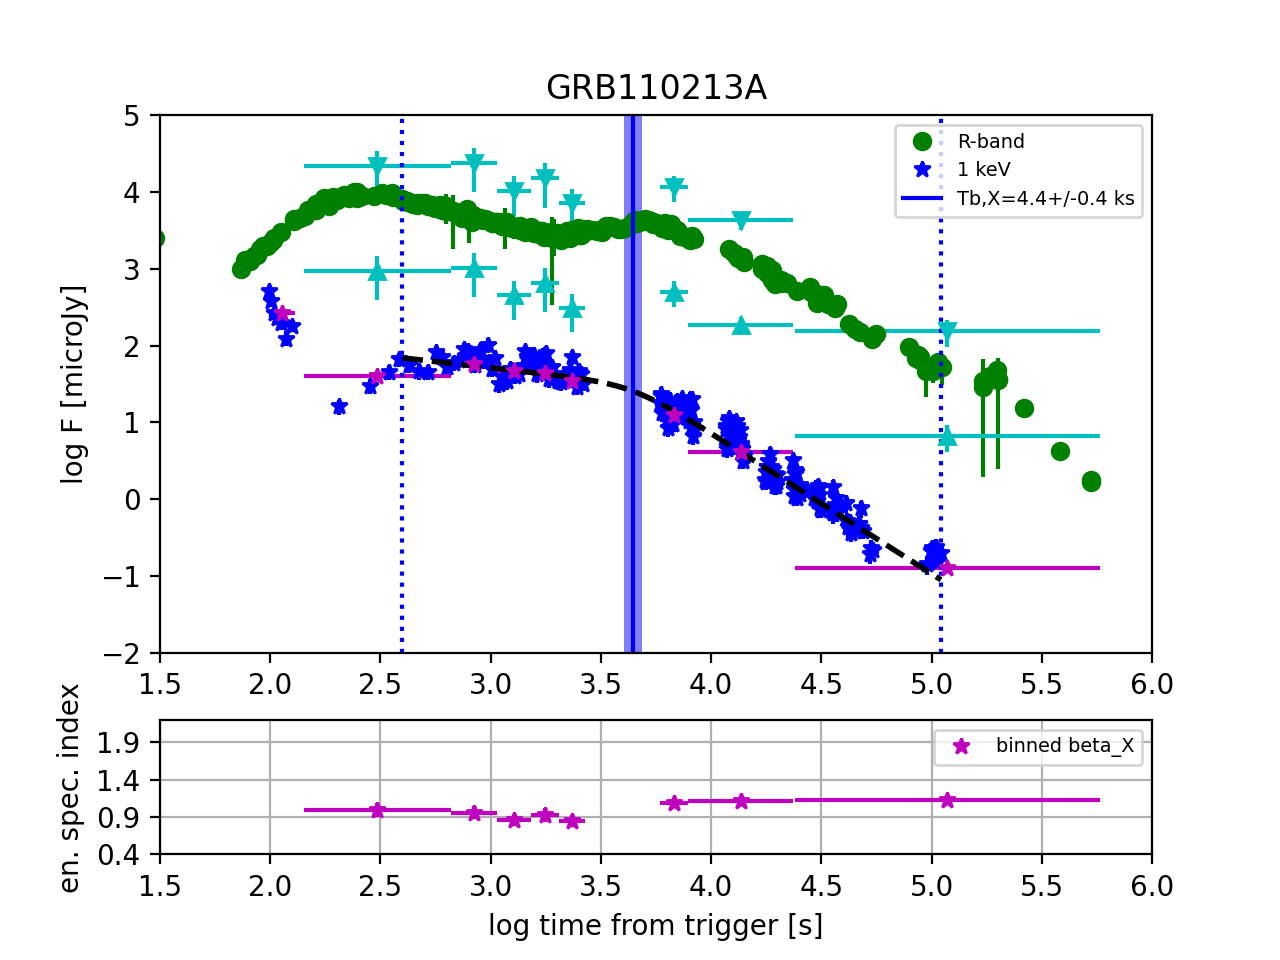 GRB110213A
log F [microJy]
5
4
3
2
1
0
−1
−2
R-band
1 keV
Tb,X=4.4+/-0.4 ks
1.5 2.0 2.5 3.0 3.5 4.0 4.5 5.0 5.5 6.0
en. spec. index
1.9
1.4
0.9
0.4
binned beta_X
1.5 2.0 2.5 3.0 3.5 4.0 4.5 5.0 5.5 6.0
log time from trigger [s]